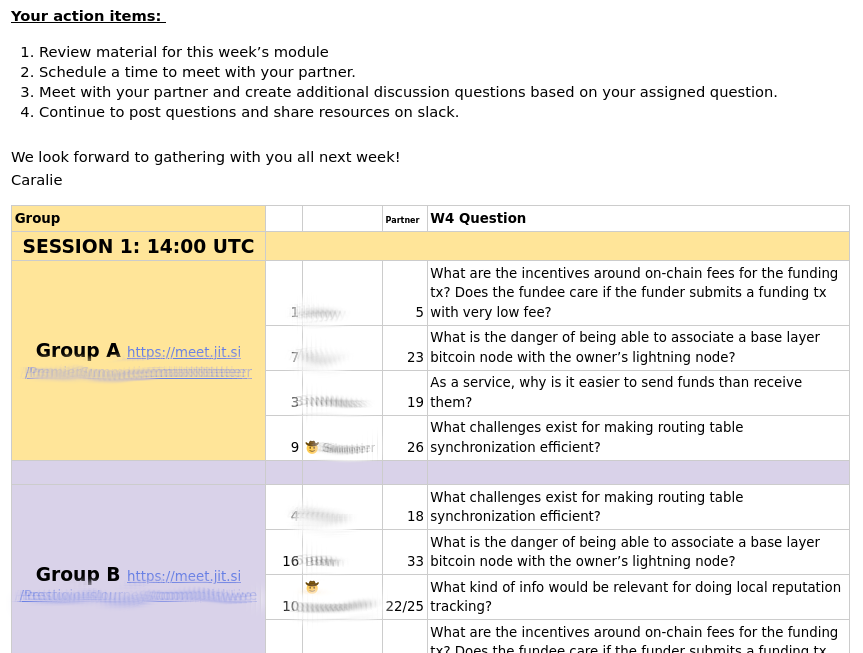 Your action items:
1. Review material for this week’s module
2. Schedule a time to meet with your partner.
3. Meet with your partner and create additional discussion questions based on your assigned question.
4. Continue to post questions and share resources on slack.
We look forward to gathering with you all next week!
Caralie
Group Partner W4 Question
SESSION 1: 14:00 UTC
What are the incentives around on-chain fees for the funding
tx? Does the fundee care if the funder submits a funding tx
1 5 with very low fee?
What is the danger of being able to associate a base layer
7 23 bitcoin node with the owner’s lightning node?
Group A https://meet.jit.si
As a service, why is it easier to send funds than receive
3 19 them?
What challenges exist for making routing table
9 🤠 26 synchronization efficient?
What challenges exist for making routing table
4 18 synchronization efficient?
What is the danger of being able to associate a base layer
16 33 bitcoin node with the owner’s lightning node?
Group B https://meet.jit.si
🤠 What kind of info would be relevant for doing local reputation
10 22/25 tracking?
What are the incentives around on-chain fees for the funding
tx? Does the fundee care if the funder submits a funding tx